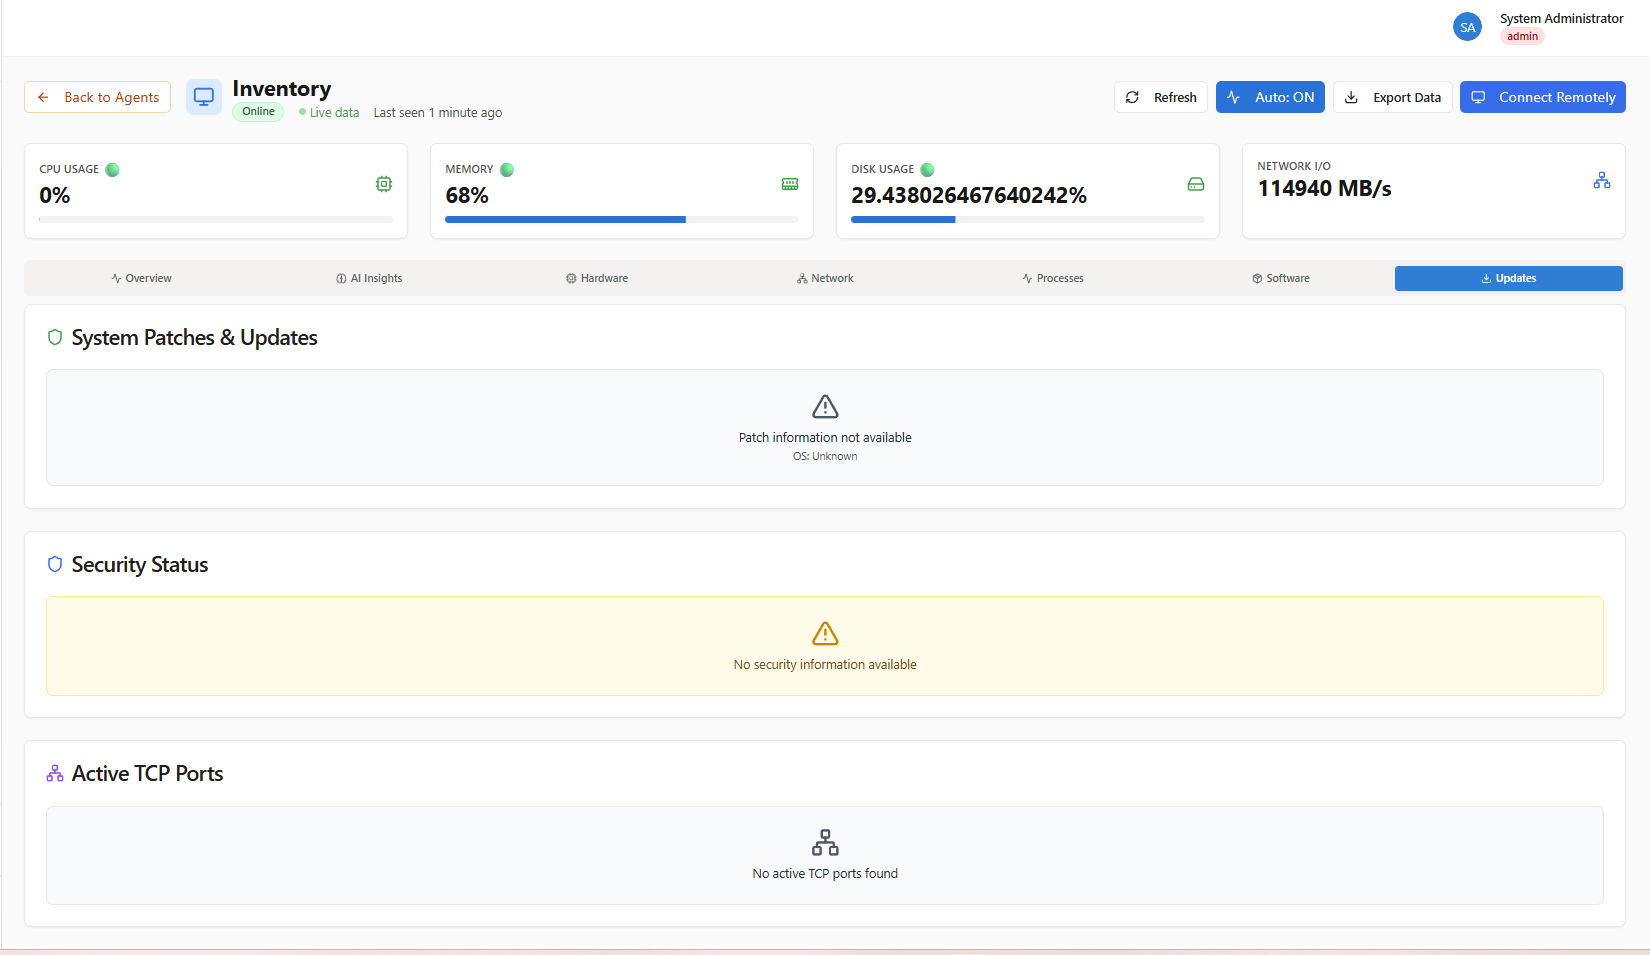 SA
System Administrator
admin
Back to Agents
Inventory
Online
Live data
Last seen 1 minute ago
Refresh
Auto: ON
Export Data
Connect Remotely
CPU USAGE
0%
MEMORY
68%
DISK USAGE
29.438026467640242%
NETWORK I/O
114940 MB/s
Overview
AI Insights
Hardware
Network
Processes
Software
Updates
System Patches & Updates
Patch information not available
OS: Unknown
Security Status
No security information available
Active TCP Ports
No active TCP ports found